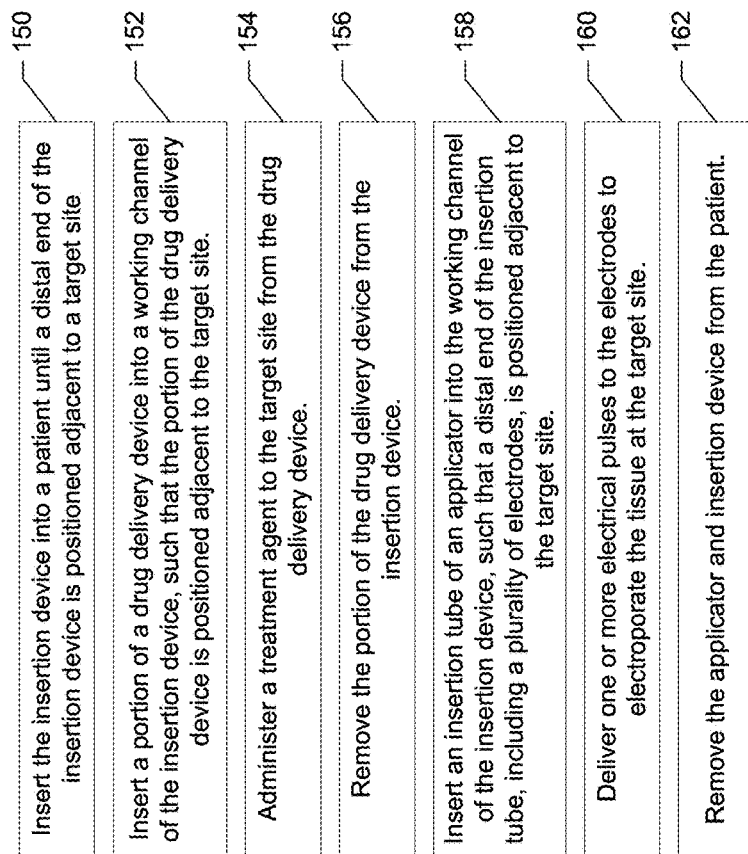 Insert the insertion device into a patient until a distal end of the
insertion device is positioned adjacent to a target site
150
Insert a portion of a drug delivery device into a working channel
of the insertion device, such that the portion of the drug delivery
device is positioned adjacent to the target site.
152
Administer a treatment agent to the target site from the drug
delivery device.
154
Remove the portion of the drug delivery device from the
insertion device.
156
Insert an insertion tube of an applicator into the working channel
of the insertion device, such that a distal end of the insertion
tube, including a plurality of electrodes, is positioned adjacent to
the target site.
158
Deliver one or more electrical pulses to the electrodes to
electroporate the tissue at the target site.
160
Remove the applicator and insertion device from the patient.
162